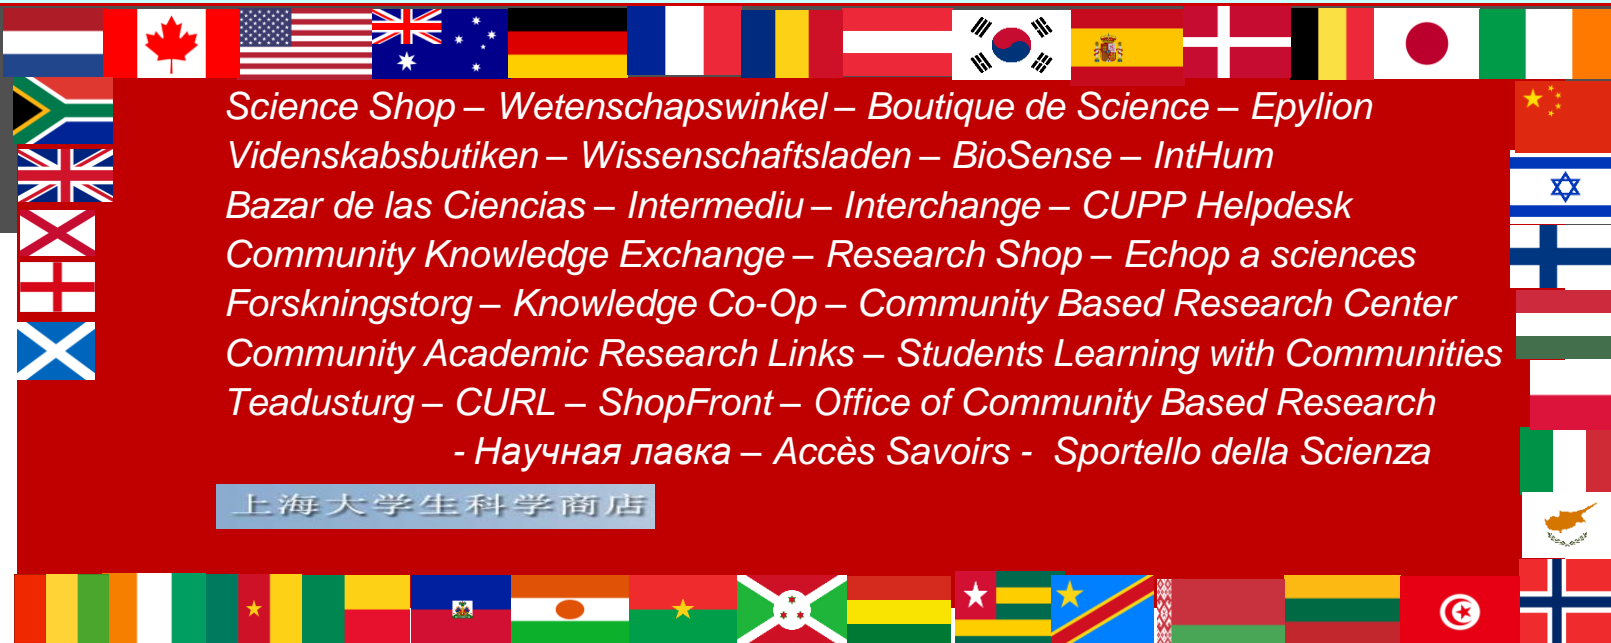 Science Shop – Wetenschapswinkel – Boutique de Science – Epylion
Videnskabsbutiken – Wissenschaftsladen – BioSense – IntHum
Bazar de las Ciencias – Intermediu – Interchange – CUPP Helpdesk
Community Knowledge Exchange – Research Shop – Echop a sciences
Forskningstorg – Knowledge Co-Op – Community Based Research Center
Community Academic Research Links – Students Learning with Communities
Teadusturg – CURL – ShopFront – Office of Community Based Research
- Научная лавка – Accès Savoirs - Sportello della Scienza
上海大学生科学商店